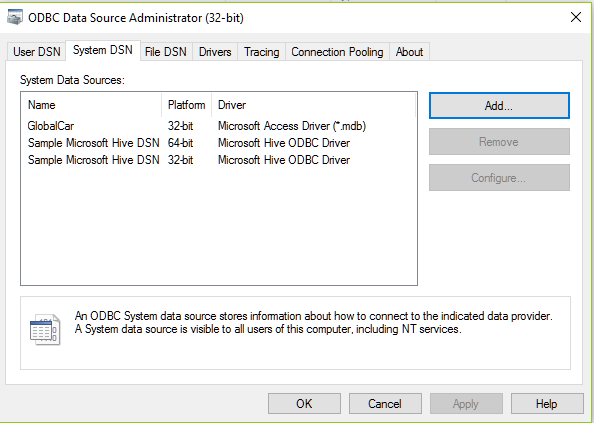 ODBC Data Source Administrator (32-bit)
User DSN System DSN File DSN Drivers Tracing Connection Pooling About
System Data Sources:
Name Platform Driver
GlobalCar 32-bit Microsoft Access Driver (*.mdb)
Sample Microsoft Hive DSN 64-bit Microsoft Hive ODBC Driver
Sample Microsoft Hive DSN 32-bit Microsoft Hive ODBC Driver
Add...
Remove
Configure...
An ODBC System data source stores information about how to connect to the indicated data provider.
A System data source is visible to all users of this computer, including NT services.
OK Cancel Apply Help